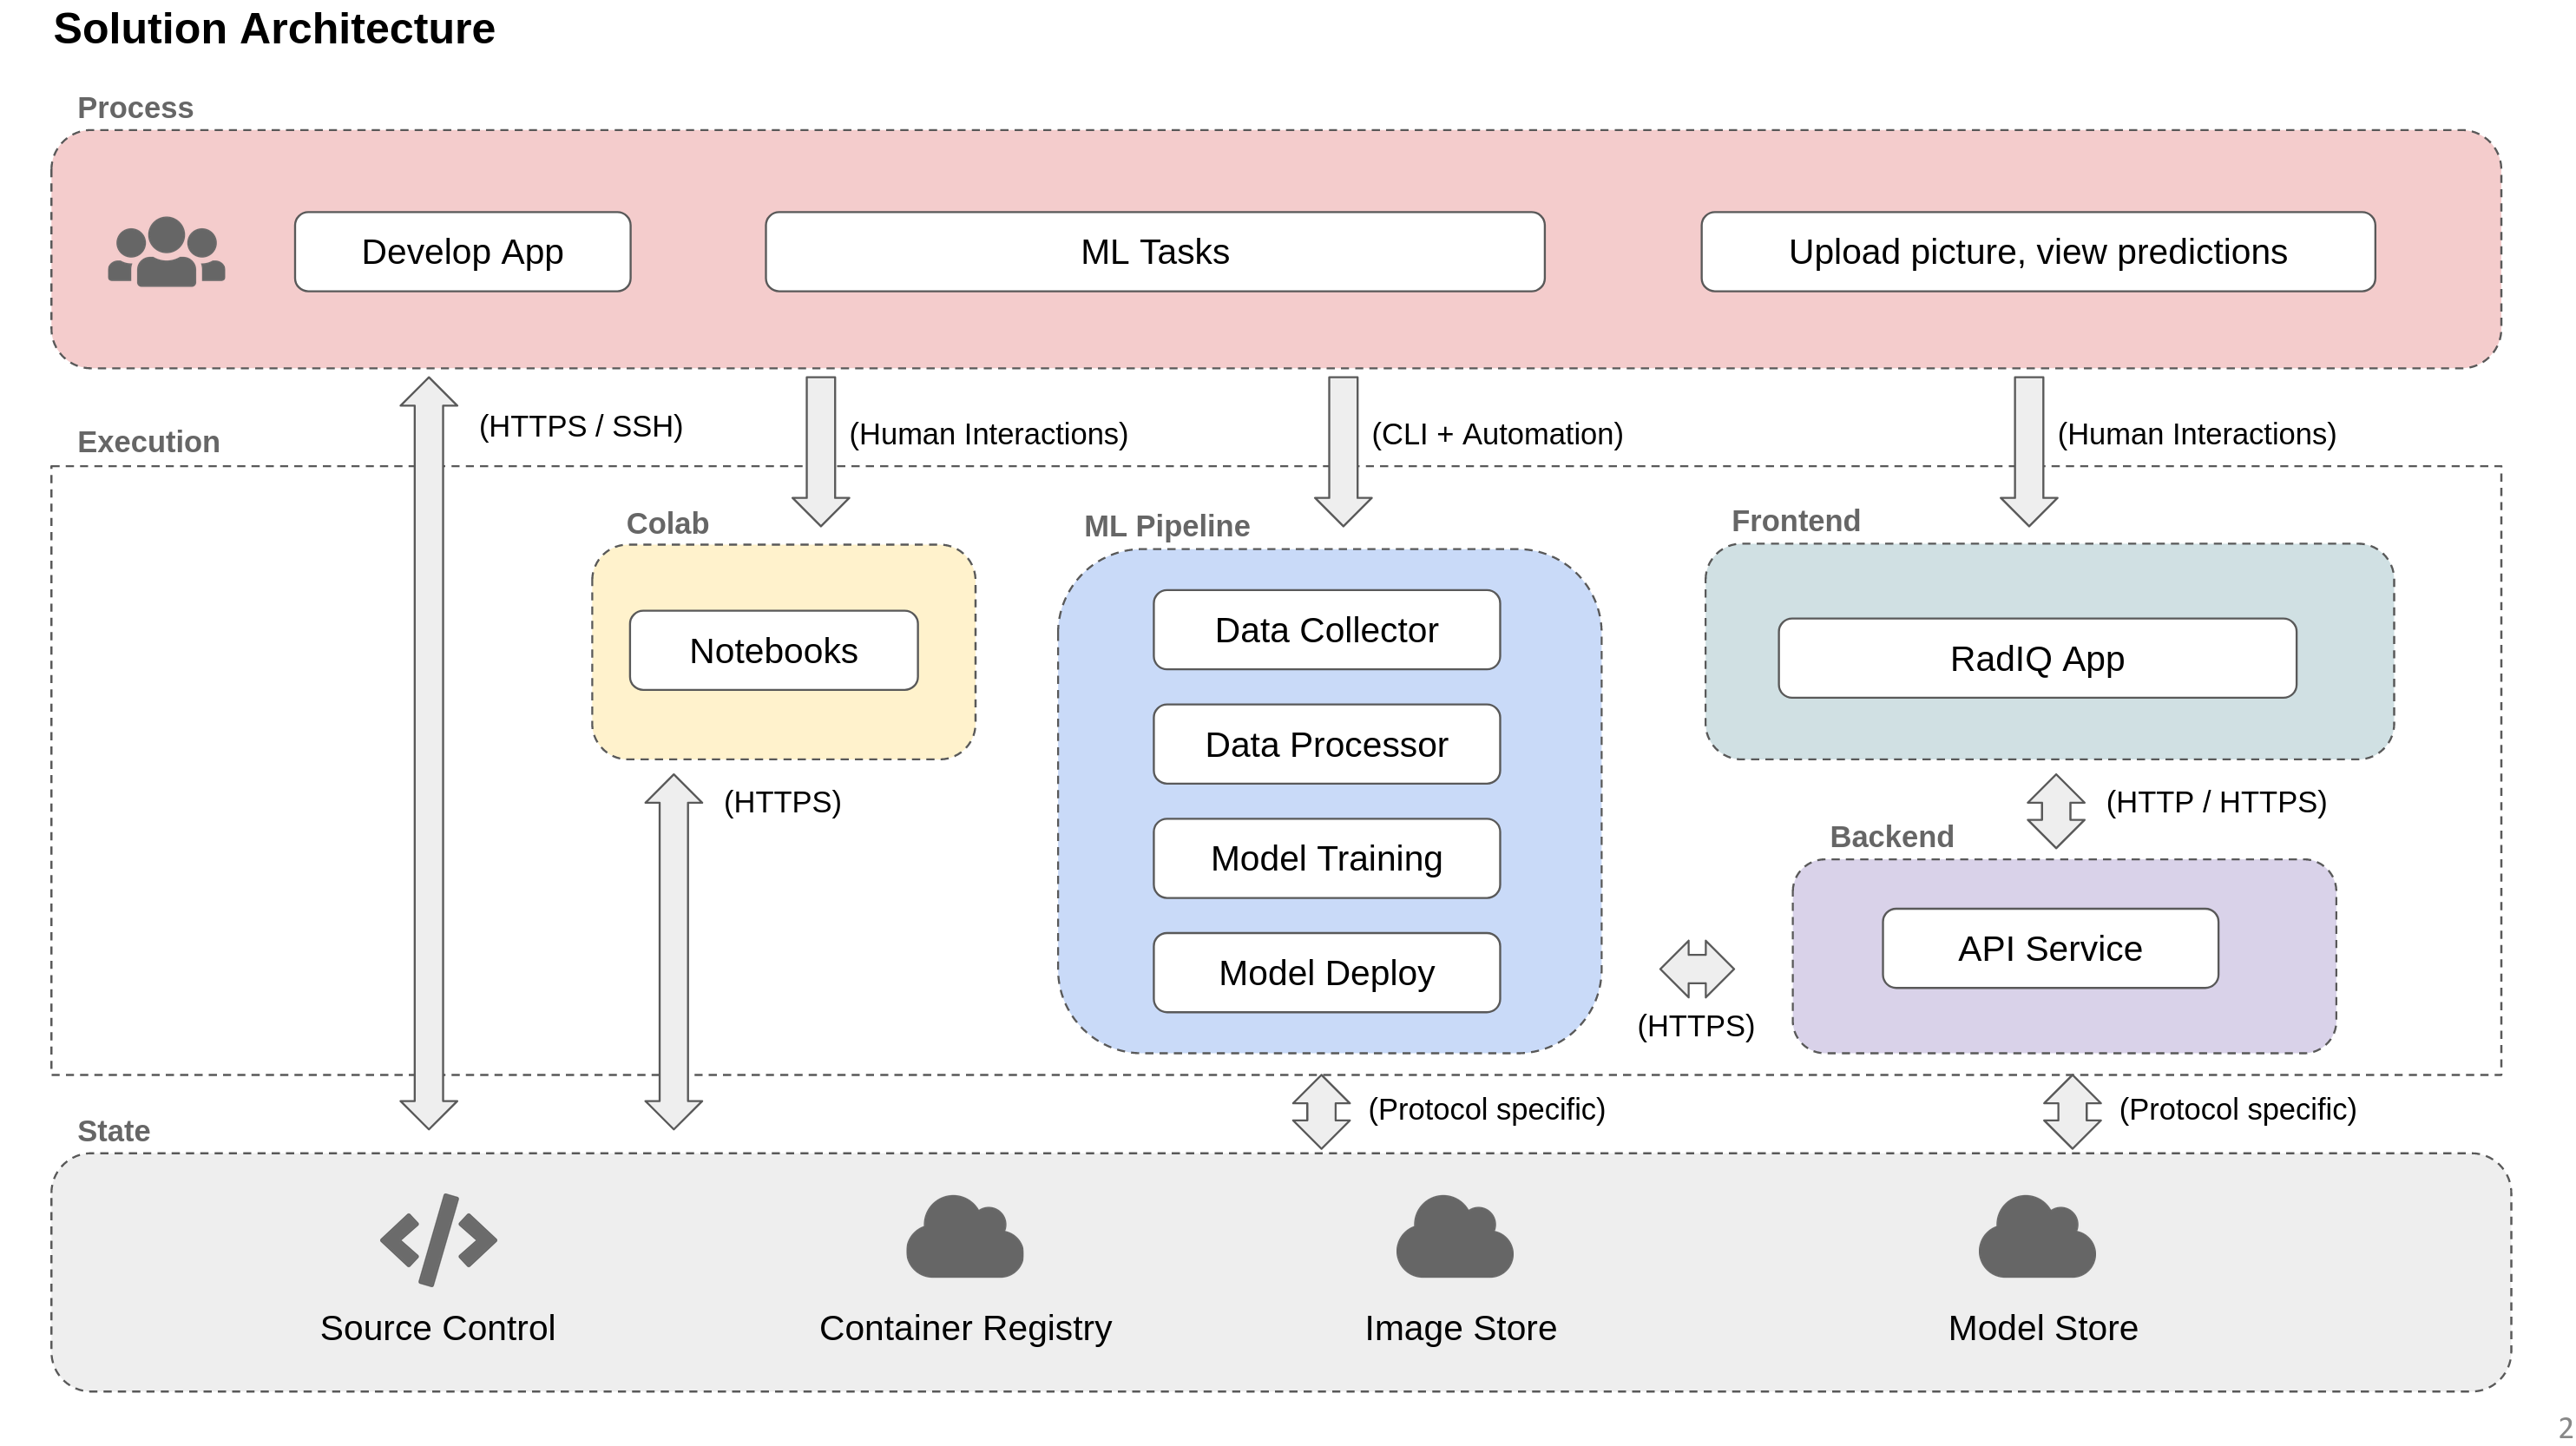 Solution Architecture
Process
Develop App
ML Tasks
Upload picture, view predictions
(HTTPS / SSH)
(Human Interactions)
(CLI + Automation)
(Human Interactions)
Execution
Colab
Notebooks
(HTTPS)
ML Pipeline
Data Collector
Data Processor
Model Training
Model Deploy
Frontend
RadIQ App
(HTTP / HTTPS)
Backend
API Service
(HTTPS)
(Protocol specific)
(Protocol specific)
State
Source Control
Container Registry
Image Store
Model Store
2